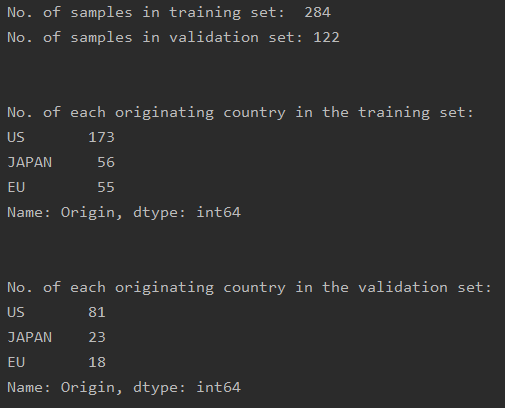 No. of samples in training set:  284
No. of samples in validation set: 122
No. of each originating country in the training set:
US       173
JAPAN     56
EU        55
Name: Origin, dtype: int64
No. of each originating country in the validation set:
US       81
JAPAN    23
EU       18
Name: Origin, dtype: int64